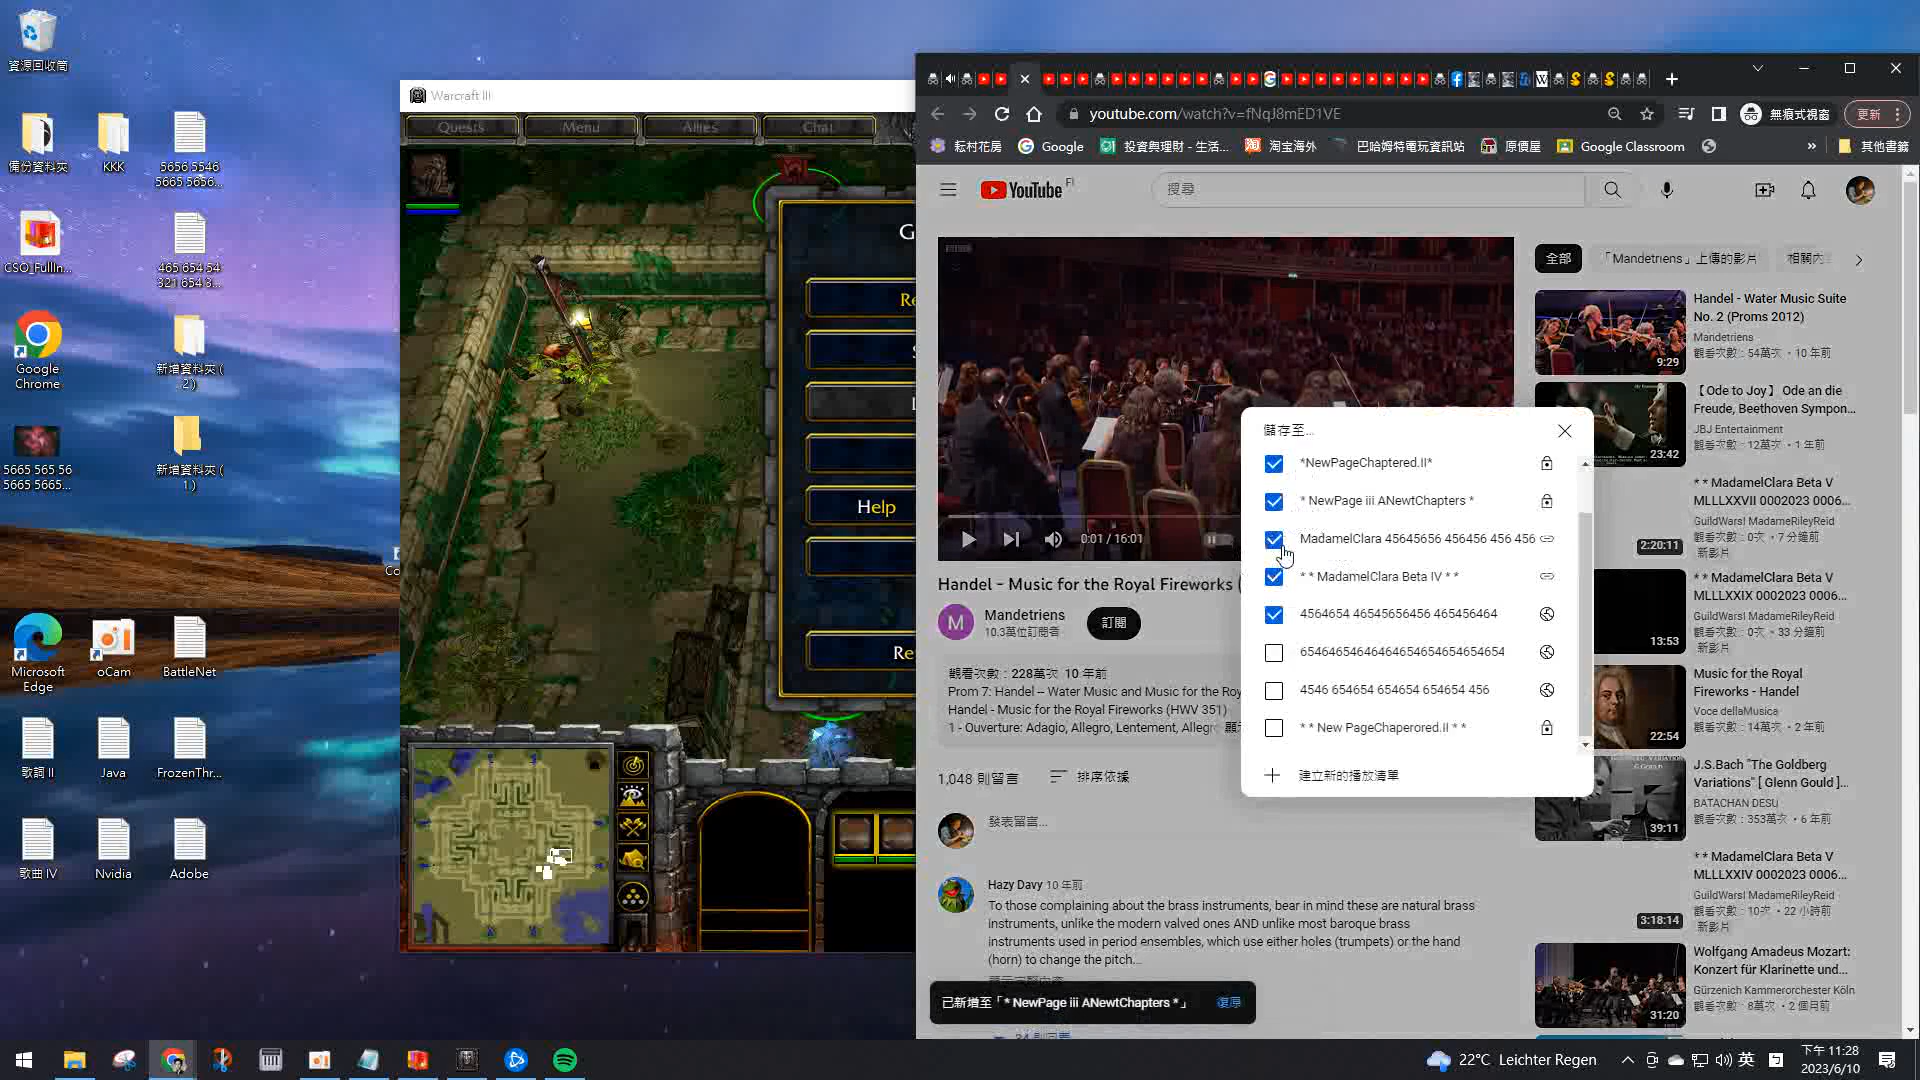 資源回收筒
備份資料夾
KKK
5656 5546
5665 5656...
CSO_FullIn...
465 654 54
321 654 3...
Google
Chrome
新增資料夾 (
2 )
5665 565 56
5665 5665...
新增資料夾 (
1 )
Microsoft
Edge
oCam
BattleNet
歌詞 II
Java
FrozenThr...
歌曲 IV
Nvidia
Adobe
Warcraft III
Quests
Menu
Allies
Chat
Help
youtube.com/watch?v=fNqJ8mED1VE
無痕式視窗
更新
耘村花房
Google
投資與理財 - 生活...
淘宝海外
巴哈姆特電玩資訊站
原價屋
Google Classroom
»
其他書籤
YouTube FI
搜尋
0:01 / 16:01
Handel - Music for the Royal Fireworks (
M
Mandetriens
10.3萬位訂閱者
訂閱
觀看次數：228萬次 10 年前
Prom 7: Handel – Water Music and Music for the Roy
Handel - Music for the Royal Fireworks (HWV 351)
1 - Ouverture: Adagio, Allegro, Lentement, Allegro
1,048 則留言
排序依據
發表留言...
Hazy Davy 10 年前
To those complaining about the brass instruments, bear in mind these are natural brass
instruments, unlike the modern valved ones AND unlike most baroque brass
instruments used in period ensembles, which use either holes (trumpets) or the hand
(horn) to change the pitch...
已新增至「* NewPage iii ANewtChapters *」
復原
儲存至...
*NewPageChaptered.II*
* NewPage iii ANewtChapters *
MadamelClara 45645656 456456 456 456
* * MadamelClara Beta IV * *
4564654 46545656456 465456464
654646546464646546546546546 54
4546 654654 654654 654654 456
* * New PageChaperored.II * *
建立新的播放清單
全部
「Mandetriens」上傳的影片
相關內
Handel - Water Music Suite
No. 2 (Proms 2012)
Mandetriens
觀看次數：54萬次 • 10 年前
9:29
【Ode to Joy】 Ode an die
Freude, Beethoven Sympon...
JBJ Entertainment
觀看次數：12萬次 • 1 年前
23:42
* * MadamelClara Beta V
MLLLXXVII 0002023 0006...
GuildWarsI MadameRileyReid
觀看次數：0次 • 7 分鐘前
新影片
2:20:11
* * MadamelClara Beta V
MLLLXXIX 0002023 0006...
GuildWarsI MadameRileyReid
觀看次數：0次 • 33 分鐘前
新影片
13:53
Music for the Royal
Fireworks - Handel
Voce dellaMusica
觀看次數：14萬次 • 2 年前
22:54
J.S.Bach "The Goldberg
Variations" [ Glenn Gould ]...
BATACHAN DESU
觀看次數：353萬次 • 6 年前
39:11
* * MadamelClara Beta V
MLLLXXIV 0002023 0006...
GuildWarsI MadameRileyReid
觀看次數：10次 • 22 小時前
新影片
3:18:14
Wolfgang Amadeus Mozart:
Konzert für Klarinette und...
Gürzenich Kammerorchester Köln
觀看次數：8萬次 • 2 個月前
31:20
22°C Leichter Regen
英
下午 11:28
2023/6/10